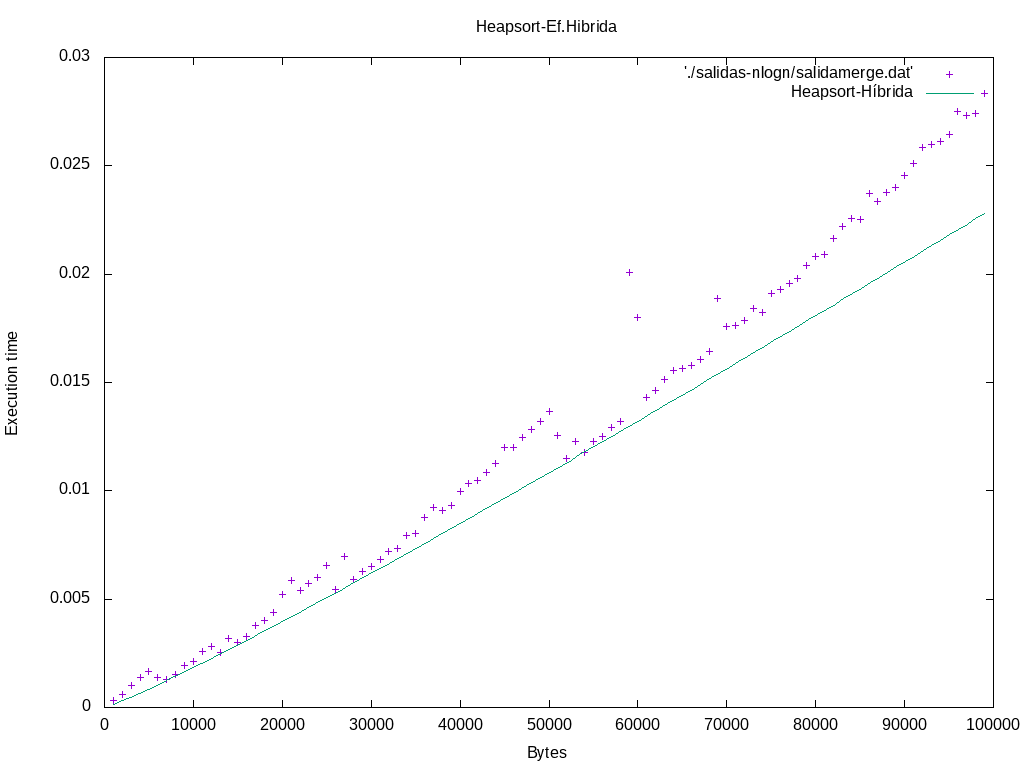 Heapsort-Ef.Hibrida
'./salidas-nlogn/salidamerge.dat'
Heapsort-Híbrida
0.03
0.025
0.02
0.015
0.01
0.005
0
Execution time
0 10000 20000 30000 40000 50000 60000 70000 80000 90000 100000
Bytes